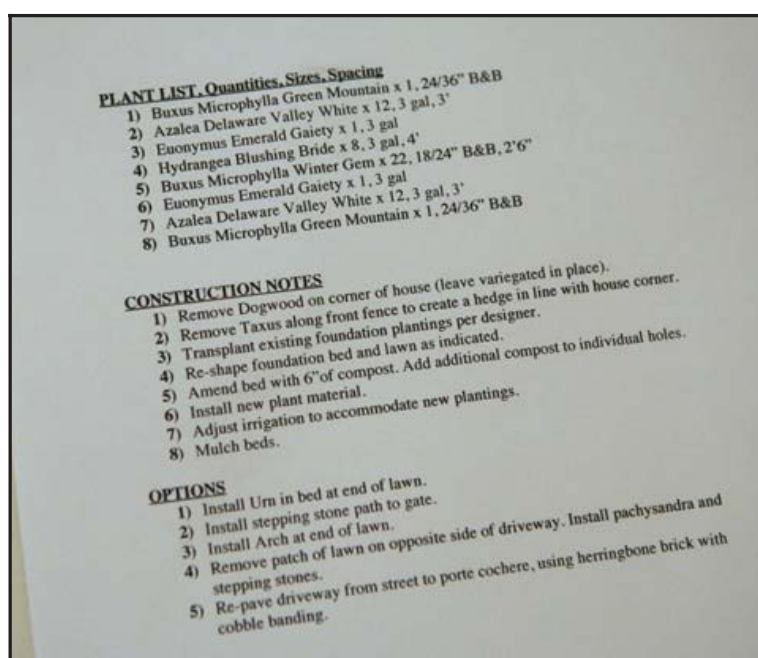 PLANT LIST, Quantities, Sizes, Spacing
1) Buxus Microphylla Green Mountain x 1, 24/36" B&B
2) Azalea Delaware Valley White x 12, 3 gal, 3'
3) Euonymus Emerald Gaiety x 1, 3 gal
4) Hydrangea Blushing Bride x 8, 3 gal, 4'
5) Buxus Microphylla Winter Gem x 22, 18/24" B&B, 2'6"
6) Euonymus Emerald Gaiety x 1, 3 gal
7) Azalea Delaware Valley White x 12, 3 gal, 3'
8) Buxus Microphylla Green Mountain x 1, 24/36" B&B
CONSTRUCTION NOTES
1) Remove Dogwood on corner of house (leave variegated in place).
2) Remove Taxus along front fence to create a hedge in line with house corner.
3) Transplant existing foundation plantings per designer.
4) Re-shape foundation bed and lawn as indicated.
5) Amend bed with 6"of compost. Add additional compost to individual holes.
6) Install new plant material.
7) Adjust irrigation to accommodate new plantings.
8) Mulch beds.
OPTIONS
1) Install Urn in bed at end of lawn.
2) Install stepping stone path to gate.
3) Install Arch at end of lawn.
4) Remove patch of lawn on opposite side of driveway. Install pachysandra and
stepping stones.
5) Re-pave driveway from street to porte cochere, using herringbone brick with
cobble banding.